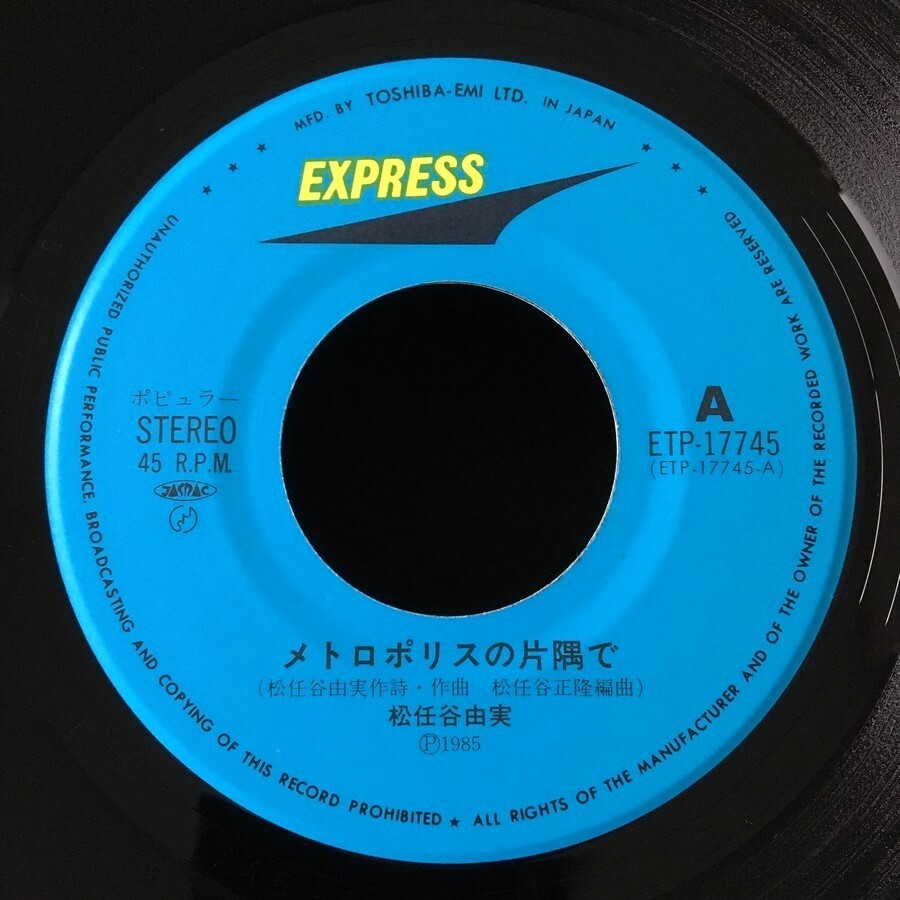 MFD. BY TOSHIBA-EMI LTD. IN JAPAN
EXPRESS
ポピュラー
STEREO
45 R.P.M.
JASRAC
A
ETP-17745
(ETP-17745-A)
メトロポリスの片隅で
(松任谷由実作詩・作曲 松任谷正隆編曲)
松任谷由実
Ⓟ1985
★ ★ ★ UNAUTHORIZED PUBLIC PERFORMANCE, BROADCASTING AND COPYING OF THIS RECORD PROHIBITED ★ ALL RIGHTS OF THE MANUFACTURER AND OF THE OWNER OF THE RECORDED WORK ARE RESERVED ★ ★ ★